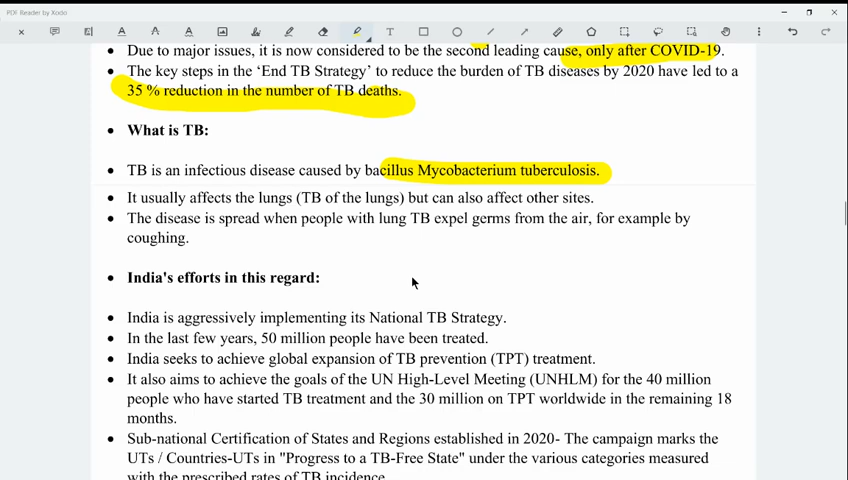 PDF Reader by Xodo
Due to major issues, it is now considered to be the second leading cause, only after COVID-19.
The key steps in the ‘End TB Strategy’ to reduce the burden of TB diseases by 2020 have led to a
35 % reduction in the number of TB deaths.
What is TB:
TB is an infectious disease caused by bacillus Mycobacterium tuberculosis.
It usually affects the lungs (TB of the lungs) but can also affect other sites.
The disease is spread when people with lung TB expel germs from the air, for example by
coughing.
India's efforts in this regard:
India is aggressively implementing its National TB Strategy.
In the last few years, 50 million people have been treated.
India seeks to achieve global expansion of TB prevention (TPT) treatment.
It also aims to achieve the goals of the UN High-Level Meeting (UNHLM) for the 40 million
people who have started TB treatment and the 30 million on TPT worldwide in the remaining 18
months.
Sub-national Certification of States and Regions established in 2020- The campaign marks the
UTs / Countries-UTs in "Progress to a TB-Free State" under the various categories measured
with the prescribed rates of TB incidence.